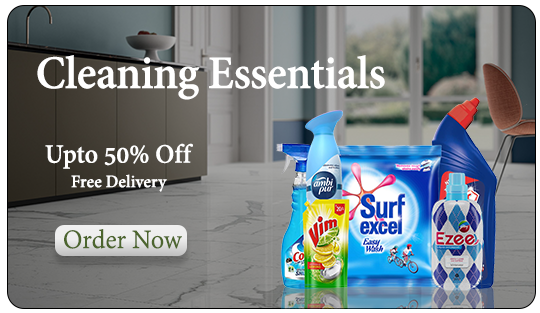 Cleaning Essentials
Upto 50% Off
Free Delivery
Order Now
ambi
pur
Vim
Surf
excel
Easy
Wash
Ezee